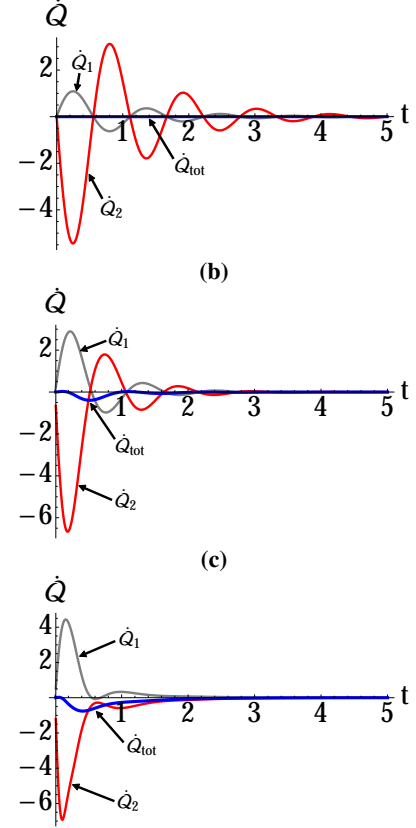 Q̇
2
Q̇1
t
1 2 3 4 5
−2
Q̇tot
−4
Q̇2
(b)
Q̇
2
Q̇1
t
1 2 3 4 5
−2
Q̇tot
−4
−6
Q̇2
(c)
Q̇
4
Q̇1
2
t
1 2 3 4 5
−2
Q̇tot
−4
−6
Q̇2